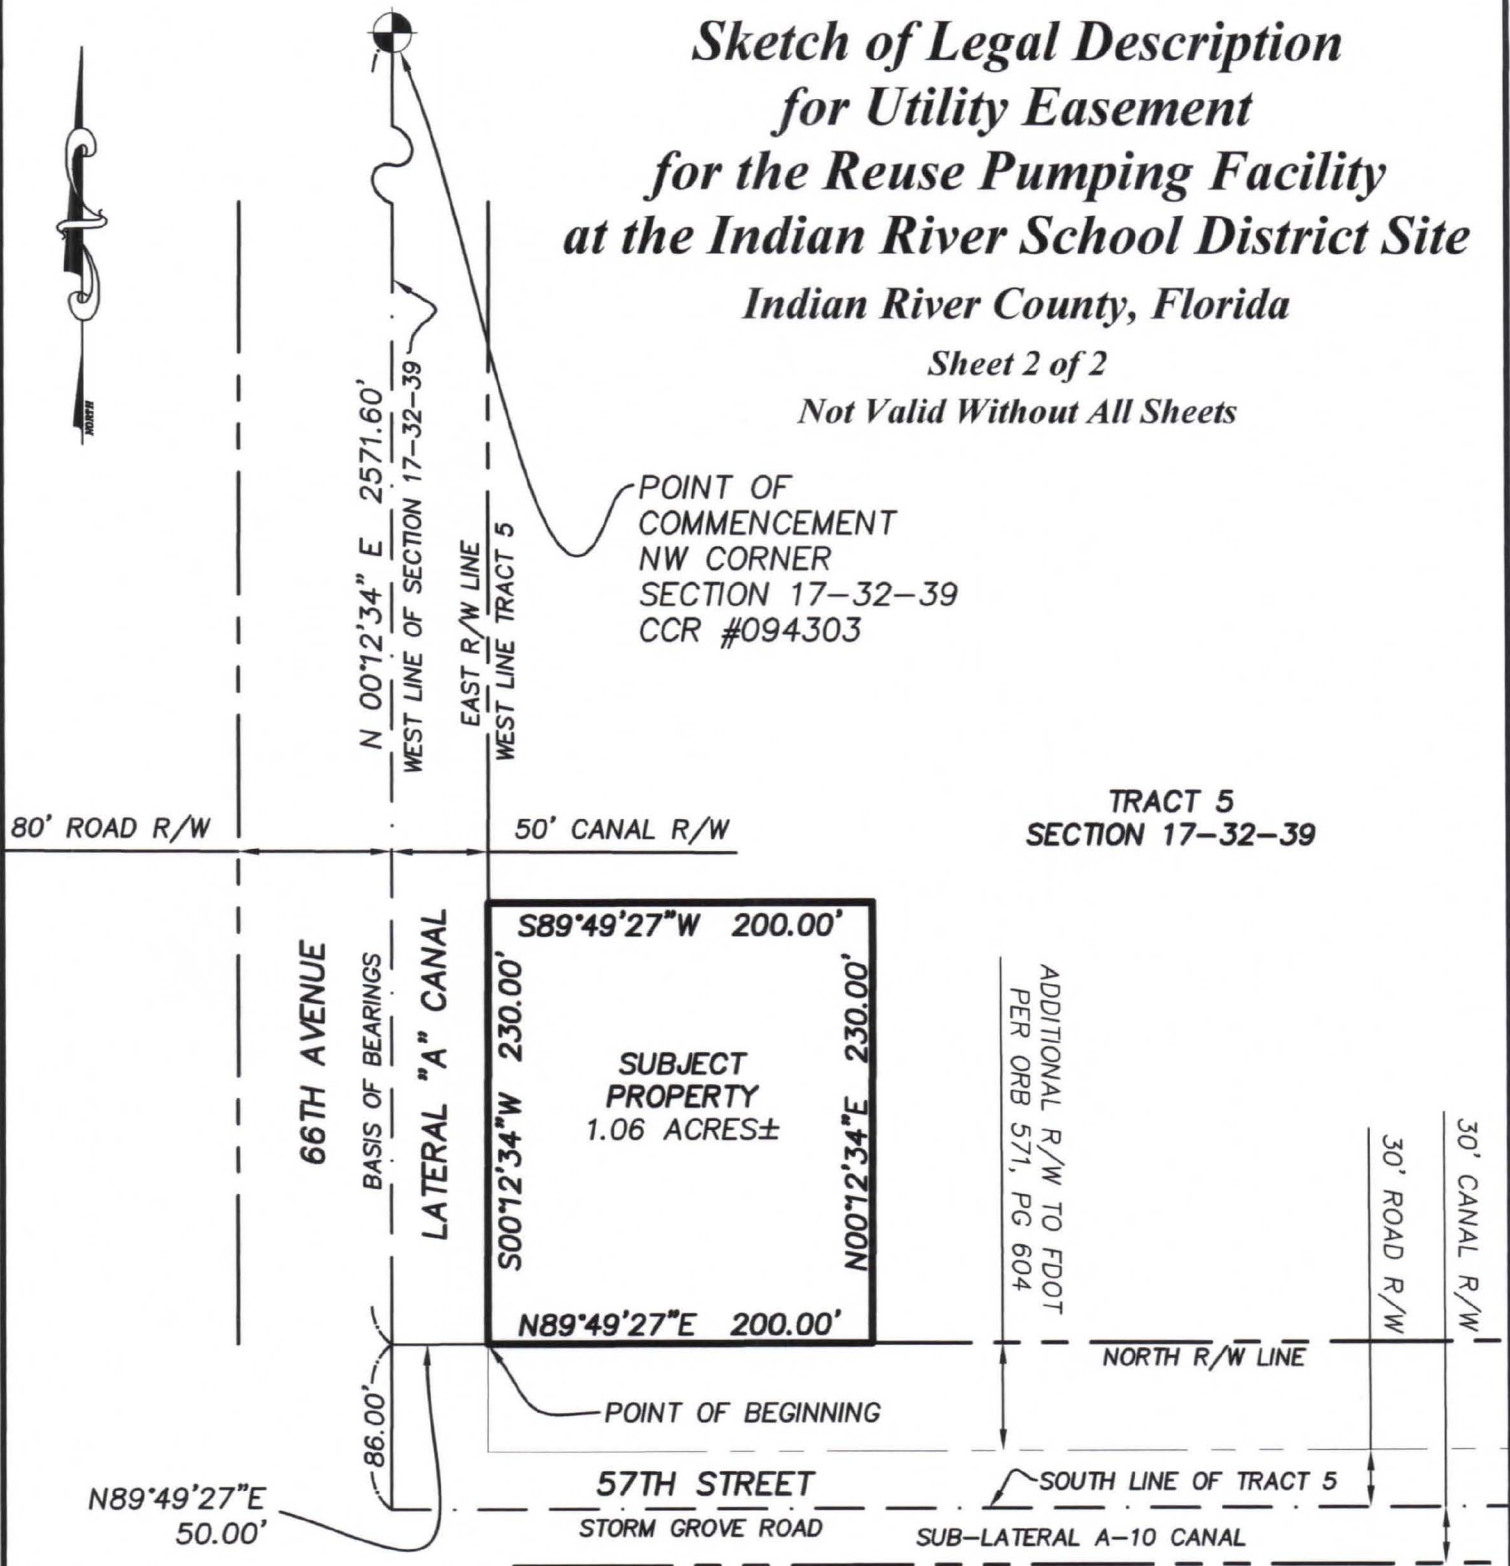 Sketch of Legal Description
for Utility Easement
for the Reuse Pumping Facility
at the Indian River School District Site
Indian River County, Florida
Sheet 2 of 2
Not Valid Without All Sheets
NORTH
N 00°12'34" E 2571.60'
WEST LINE OF SECTION 17-32-39
EAST R/W LINE
WEST LINE TRACT 5
POINT OF
COMMENCEMENT
NW CORNER
SECTION 17-32-39
CCR #094303
TRACT 5
SECTION 17-32-39
80' ROAD R/W
50' CANAL R/W
66TH AVENUE
BASIS OF BEARINGS
LATERAL "A" CANAL
S89°49'27"W 200.00'
S00°12'34"W 230.00'
SUBJECT
PROPERTY
1.06 ACRES±
N00°12'34"E 230.00'
N89°49'27"E 200.00'
ADDITIONAL R/W TO FDOT
PER ORB 571, PG 604
30' ROAD R/W
30' CANAL R/W
NORTH R/W LINE
POINT OF BEGINNING
86.00'
N89°49'27"E
50.00'
57TH STREET
SOUTH LINE OF TRACT 5
STORM GROVE ROAD
SUB-LATERAL A-10 CANAL